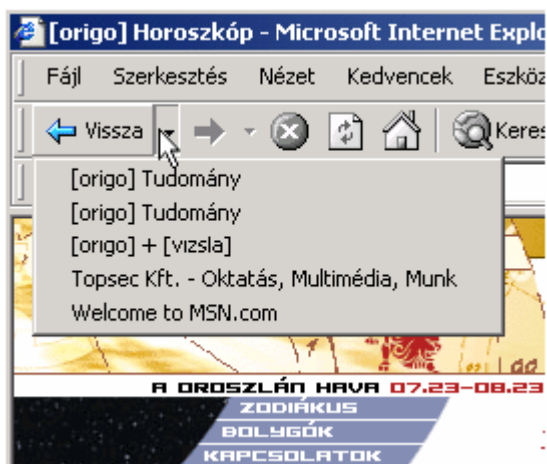 [origo] Horoszkóp - Microsoft Internet Explo
Fájl Szerkesztés Nézet Kedvencek Eszköz
Vissza Keres
[origo] Tudomány
[origo] Tudomány
[origo] + [vizsla]
Topsec Kft. - Oktatás, Multimédia, Munk
Welcome to MSN.com
A OROSZLÁN HAVA 07.23-08.23
ZODIÁKUS
BOLYGÓK
KAPCSOLATOK